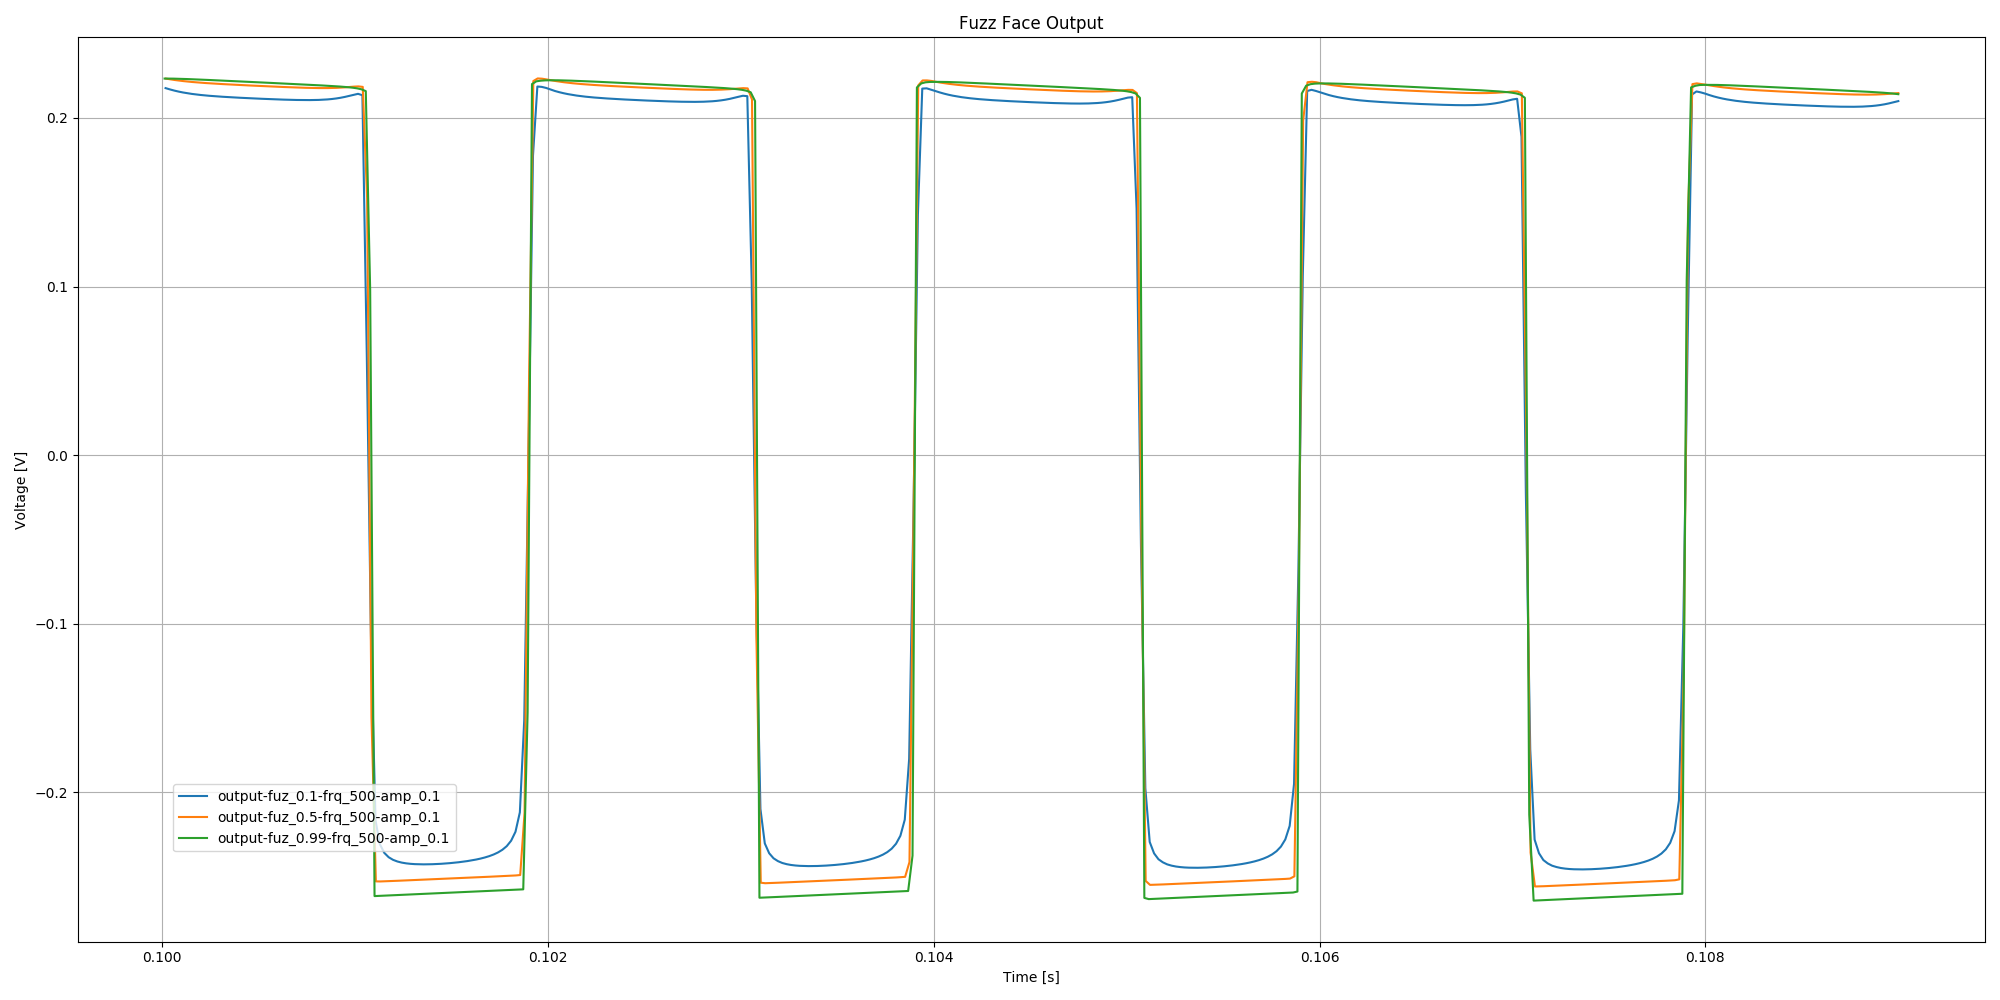 Fuzz Face Output
Voltage [V]
0.2
0.1
0.0
−0.1
−0.2
output-fuz_0.1-frq_500-amp_0.1
output-fuz_0.5-frq_500-amp_0.1
output-fuz_0.99-frq_500-amp_0.1
0.100
0.102
0.104
0.106
0.108
Time [s]